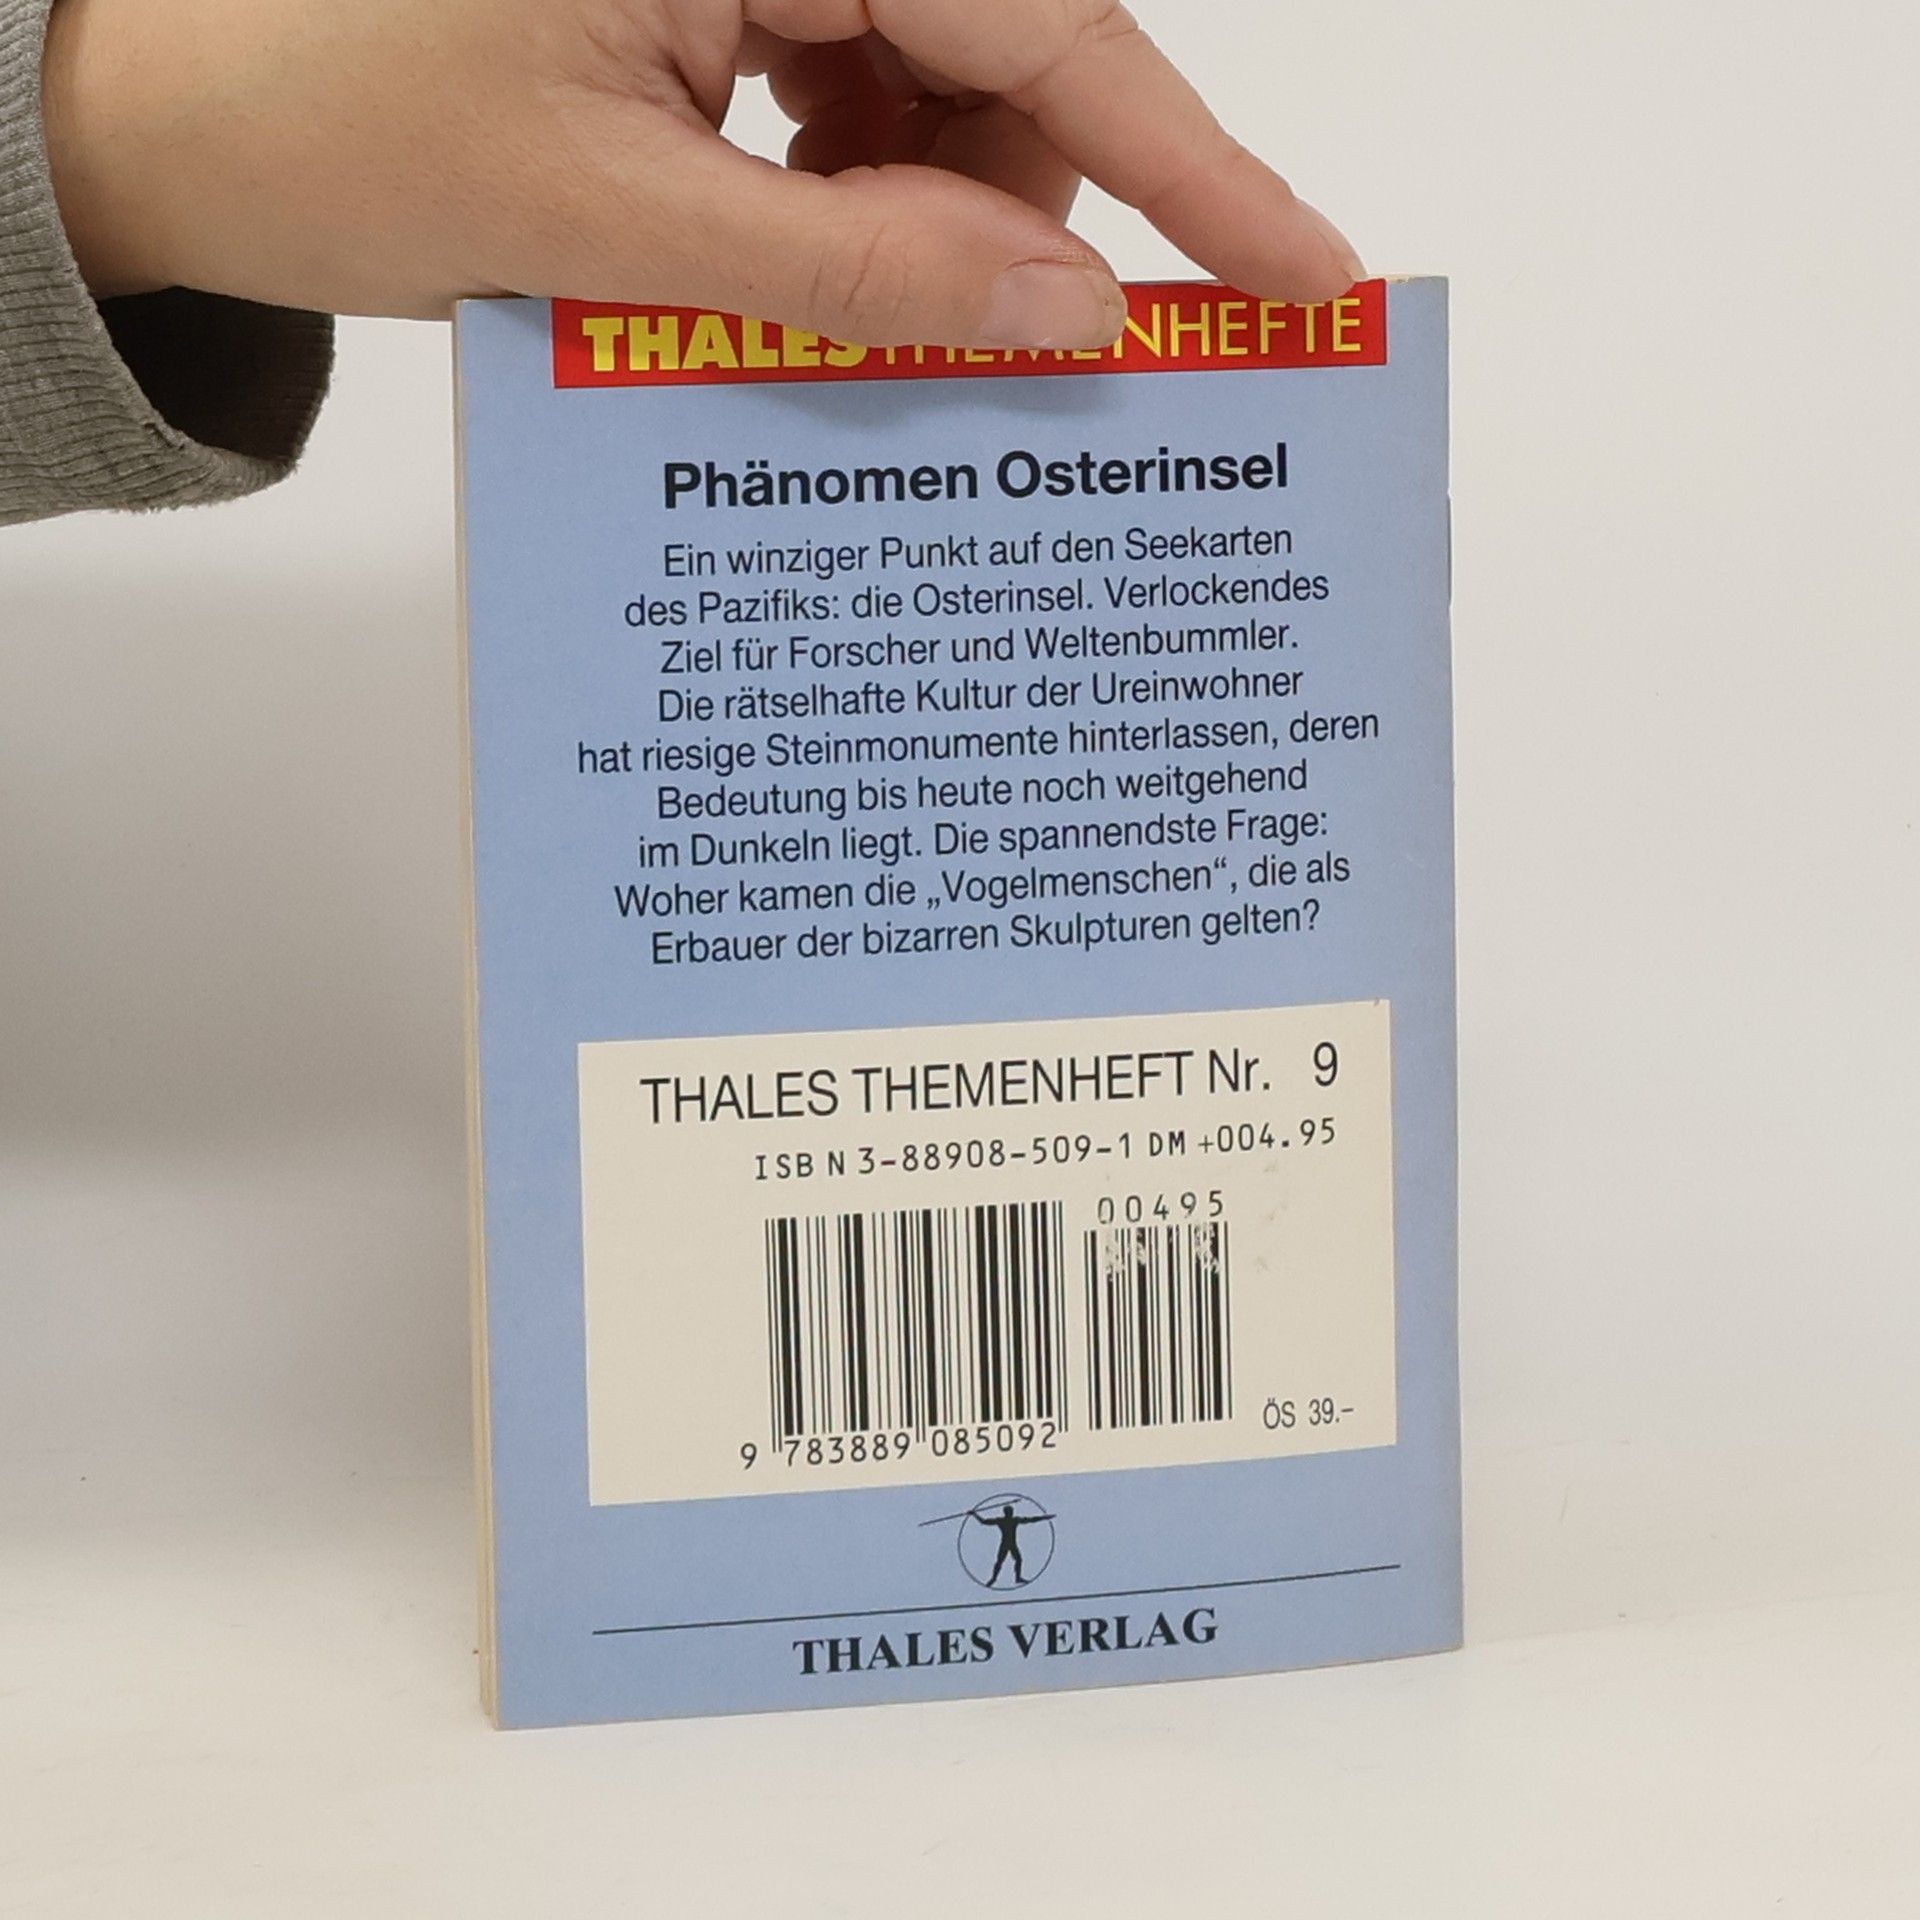 THALES THEMENHEFTE
Phänomen Osterinsel
Ein winziger Punkt auf den Seekarten
des Pazifiks: die Osterinsel. Verlockendes
Ziel für Forscher und Weltenbummler.
Die rätselhafte Kultur der Ureinwohner
hat riesige Steinmonumente hinterlassen, deren
Bedeutung bis heute noch weitgehend
im Dunkeln liegt. Die spannendste Frage:
Woher kamen die „Vogelmenschen“, die als
Erbauer der bizarren Skulpturen gelten?
THALES THEMENHEFT Nr. 9
ISBN 3-88908-509-1 DM +004.95
00495
9 783889 085092
ÖS 39.-
THALES VERLAG